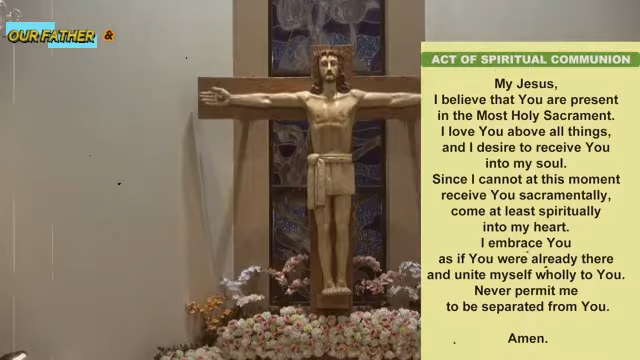 OUR FATHER &
ACT OF SPIRITUAL COMMUNION
My Jesus,
I believe that You are present
in the Most Holy Sacrament.
I love You above all things,
and I desire to receive You
into my soul.
Since I cannot at this moment
receive You sacramentally,
come at least spiritually
into my heart.
I embrace You
as if You were already there
and unite myself wholly to You.
Never permit me
to be separated from You.
Amen.